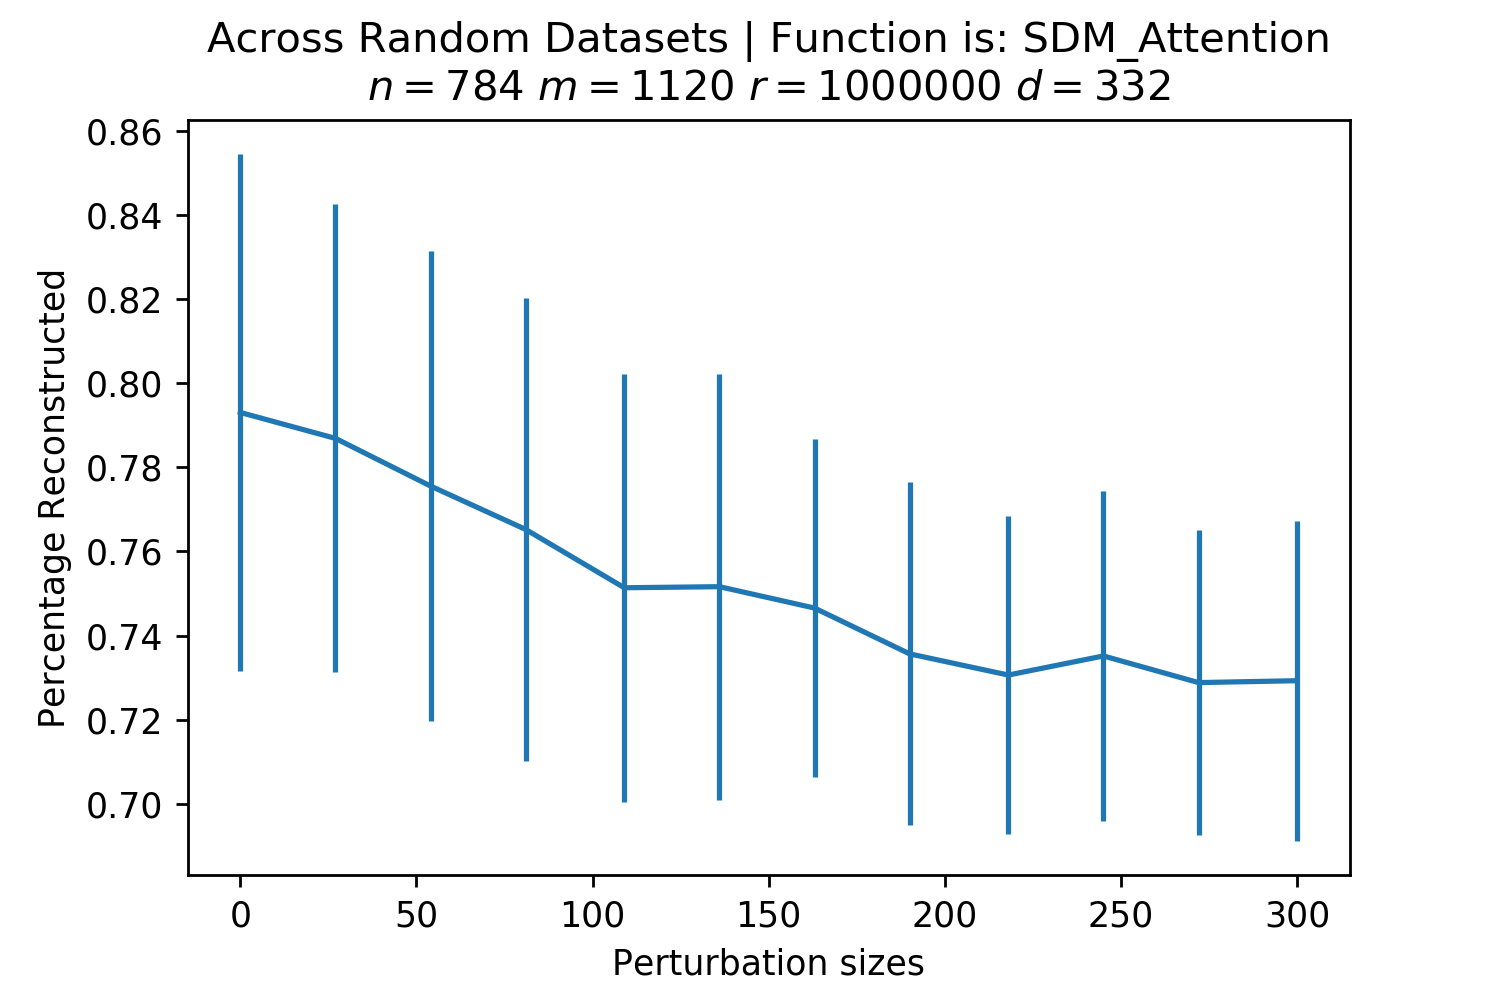 Across Random Datasets | Function is: SDM_Attention
n = 784 m = 1120 r = 1000000 d = 332
0.86
0.84
0.82
0.80
0.78
0.76
0.74
0.72
0.70
Percentage Reconstructed
0 50 100 150 200 250 300
Perturbation sizes